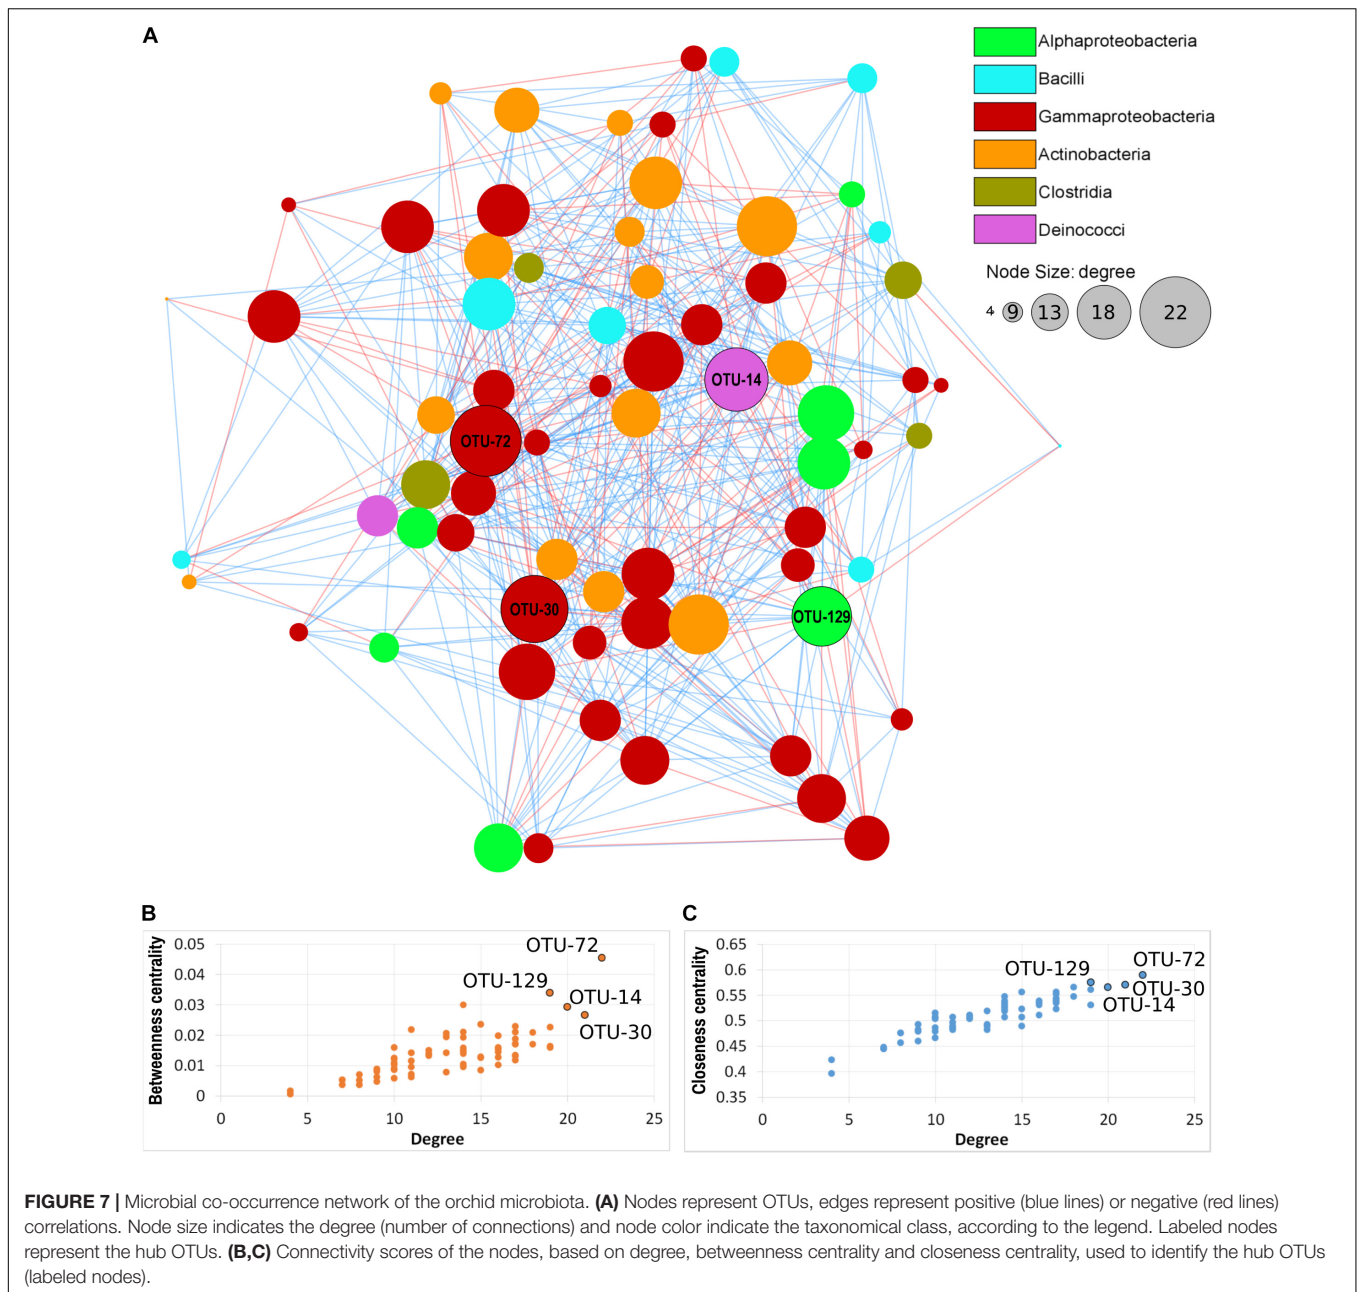 A
Alphaproteobacteria
Bacilli
Gammaproteobacteria
Actinobacteria
Clostridia
Deinococci
Node Size: degree
4 9 13 18 22
OTU-14
OTU-72
OTU-30
OTU-129
B
Betweenness centrality
0.05
0.04
0.03
0.02
0.01
0
0 5 10 15 20 25
Degree
OTU-72
OTU-129
OTU-14
OTU-30
C
Closeness centrality
0.65
0.6
0.55
0.5
0.45
0.4
0.35
0 5 10 15 20 25
Degree
OTU-129
OTU-72
OTU-30
OTU-14
FIGURE 7 | Microbial co-occurrence network of the orchid microbiota. (A) Nodes represent OTUs, edges represent positive (blue lines) or negative (red lines)
correlations. Node size indicates the degree (number of connections) and node color indicate the taxonomical class, according to the legend. Labeled nodes
represent the hub OTUs. (B,C) Connectivity scores of the nodes, based on degree, betweenness centrality and closeness centrality, used to identify the hub OTUs
(labeled nodes).